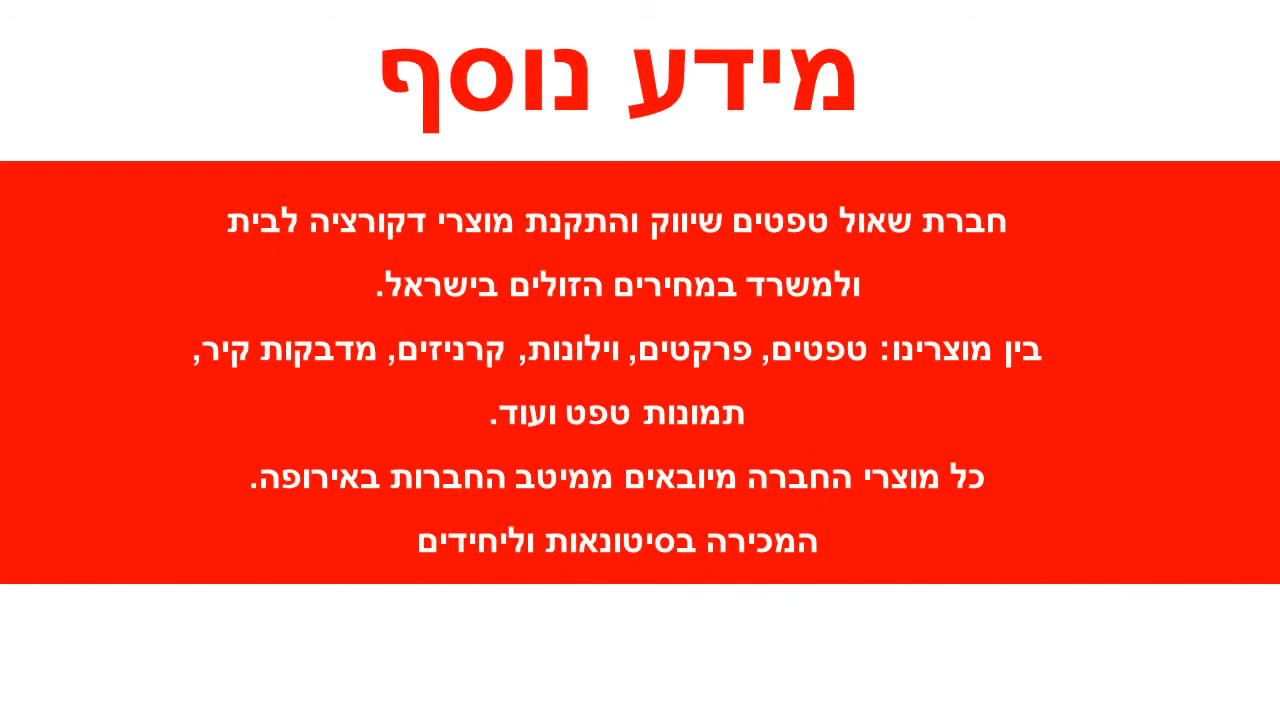 מידע נוסף
חברת שאול טפטים שיווק והתקנת מוצרי דקורציה לבית
ולמשרד במחירים הזולים בישראל.
בין מוצרינו: טפטים, פרקטים, וילונות, קרניזים, מדבקות קיר,
תמונות טפט ועוד.
כל מוצרי החברה מיובאים ממיטב החברות באירופה.
המכירה בסיטונאות וליחידים